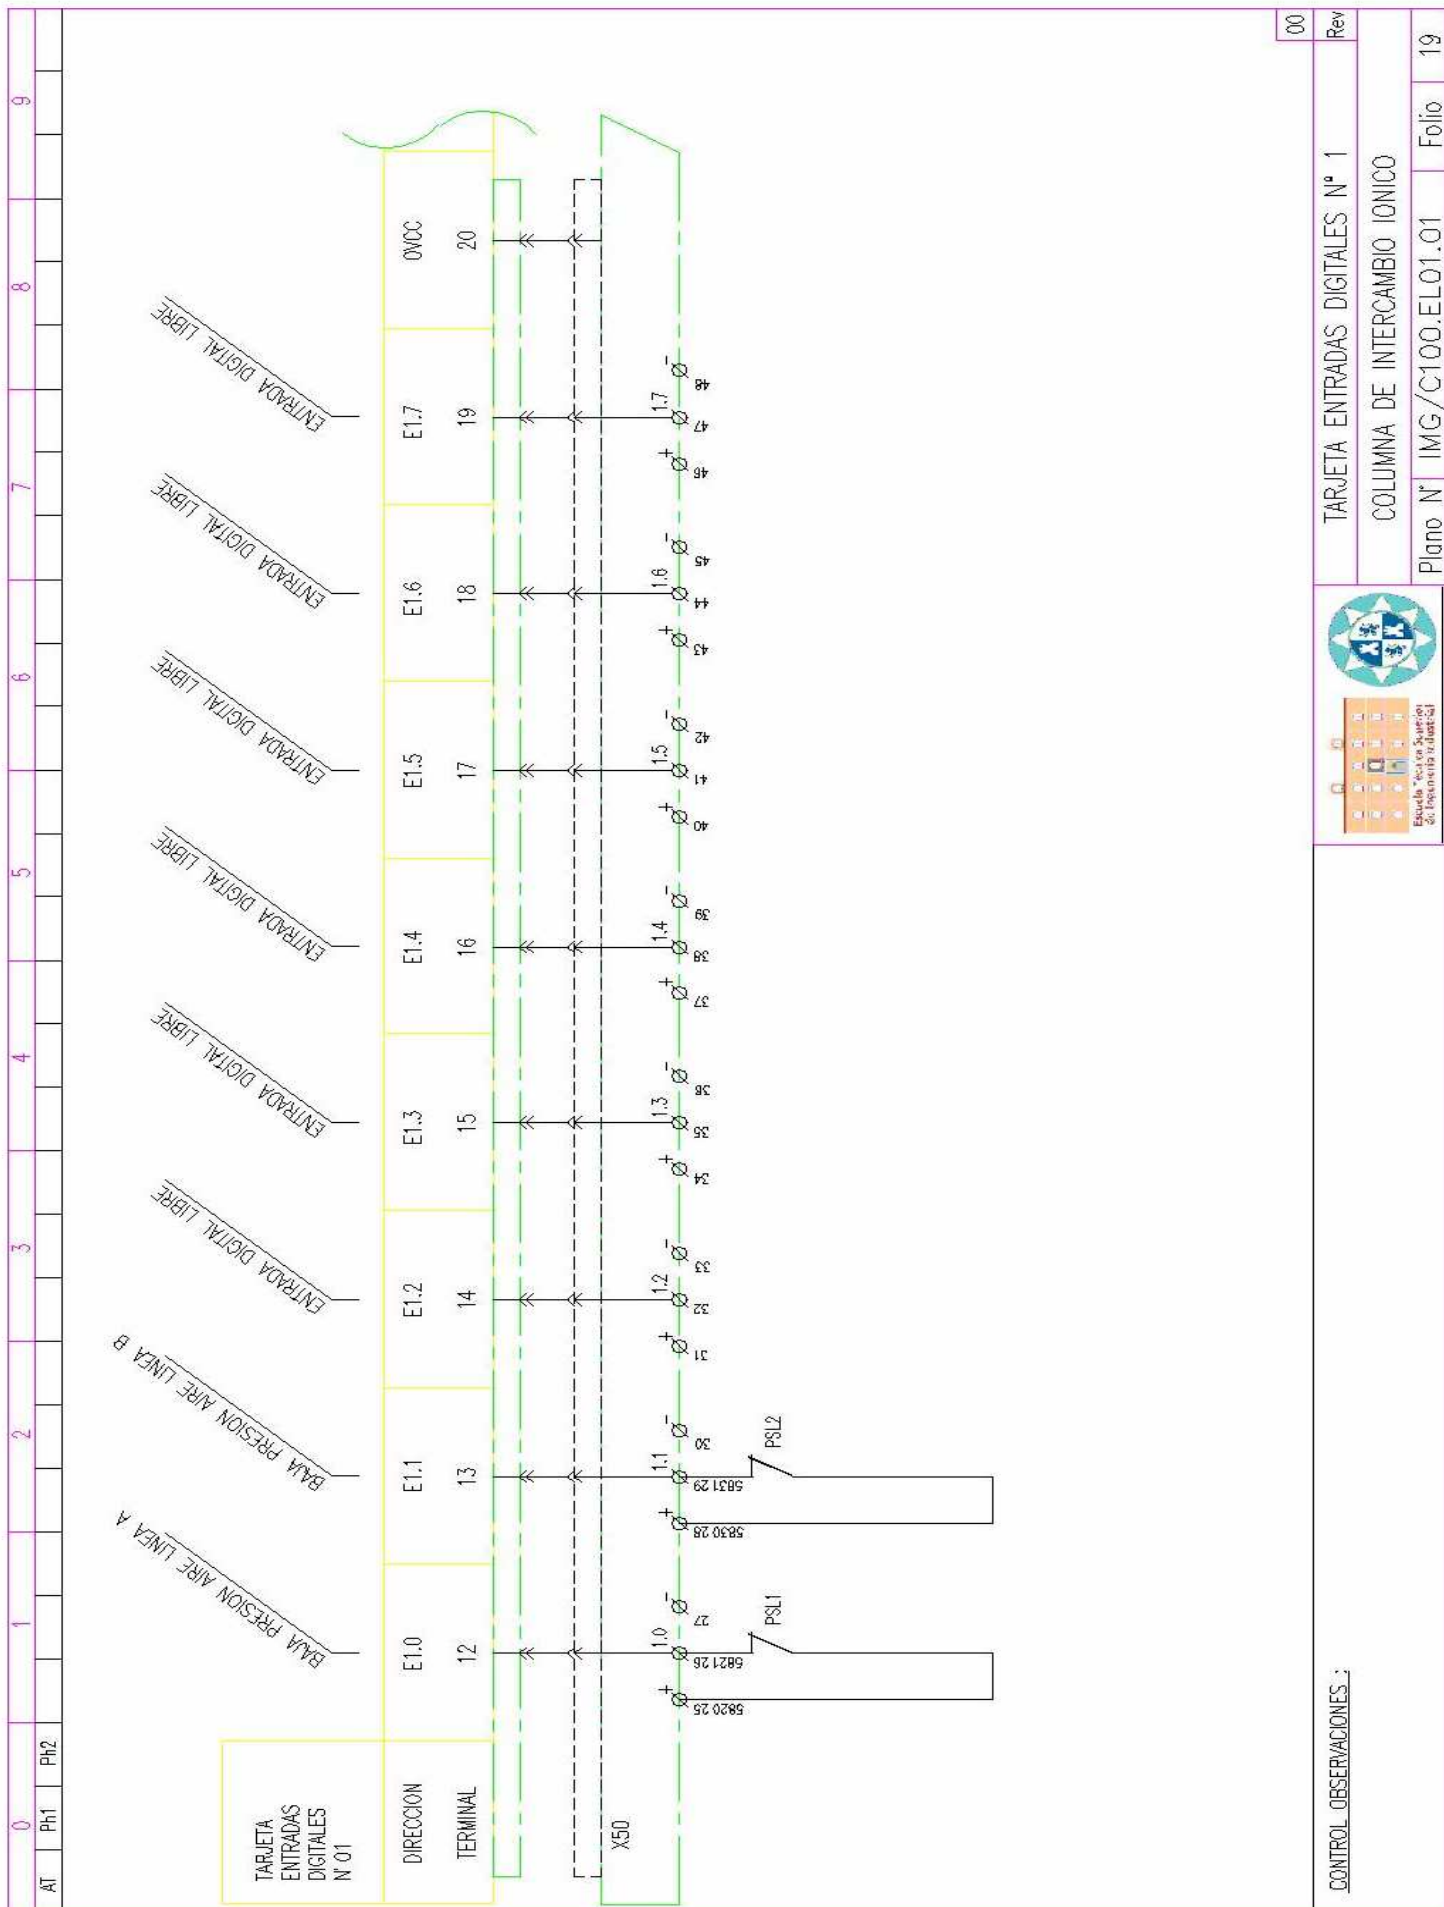 0
1
2
3
4
5
6
7
8
9
AT
Ph1
Ph2
BAJA PRESION AIRE LINEA A
BAJA PRESION AIRE LINEA B
ENTRADA DIGITAL LIBRE
ENTRADA DIGITAL LIBRE
ENTRADA DIGITAL LIBRE
ENTRADA DIGITAL LIBRE
ENTRADA DIGITAL LIBRE
ENTRADA DIGITAL LIBRE
TARJETA
ENTRADAS
DIGITALES
N' 01
DIRECCION
E1.0
E1.1
E1.2
E1.3
E1.4
E1.5
E1.6
E1.7
0VCC
TERMINAL
12
13
14
15
16
17
18
19
20
X50
+
1.0
-
+
1.1
-
+
1.2
-
+
1.3
-
+
1.4
-
+
1.5
-
+
1.6
-
+
1.7
-
5820 25
5821 26
27
5830 28
5831 29
30
31
32
33
34
35
36
37
38
39
40
41
42
43
44
45
46
47
48
PSL1
PSL2
CONTROL OBSERVACIONES :
Escuela Técnica Superior
de Ingeniería Industrial
00
TARJETA ENTRADAS DIGITALES Nº 1
Rev
COLUMNA DE INTERCAMBIO IONICO
Plano N° IMG/C100.EL01.01
Folio 19